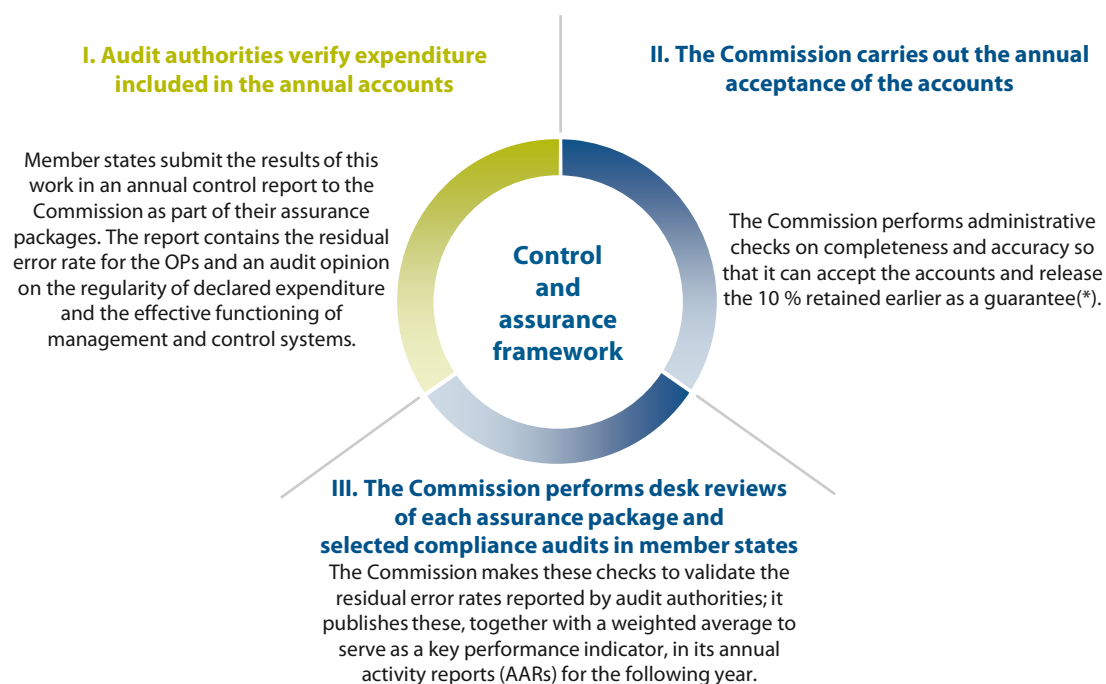 I. Audit authorities verify expenditure
included in the annual accounts
Member states submit the results of this
work in an annual control report to the
Commission as part of their assurance
packages. The report contains the residual
error rate for the OPs and an audit opinion
on the regularity of declared expenditure
and the effective functioning of
management and control systems.
II. The Commission carries out the annual
acceptance of the accounts
The Commission performs administrative
checks on completeness and accuracy so
that it can accept the accounts and release
the 10 % retained earlier as a guarantee(*).
Control
and
assurance
framework
III. The Commission performs desk reviews
of each assurance package and
selected compliance audits in member states
The Commission makes these checks to validate the
residual error rates reported by audit authorities; it
publishes these, together with a weighted average to
serve as a key performance indicator, in its annual
activity reports (AARs) for the following year.